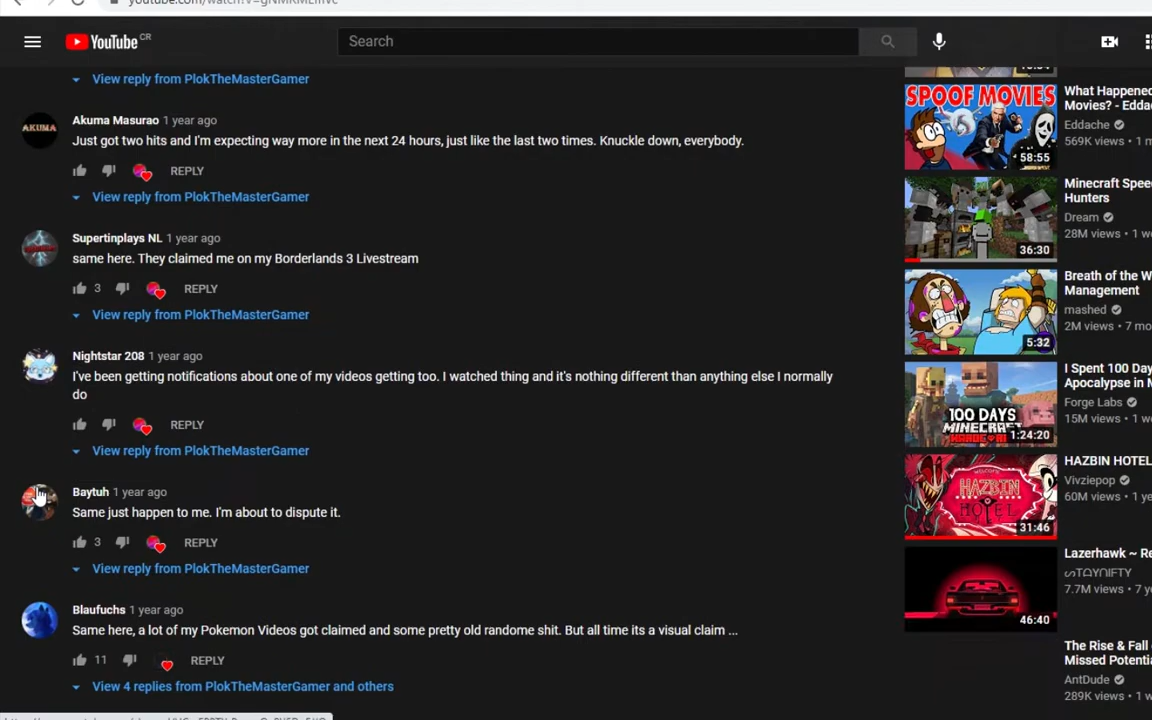 YouTube CR
Search
View reply from PlokTheMasterGamer
Akuma Masurao 1 year ago
Just got two hits and I'm expecting way more in the next 24 hours, just like the last two times. Knuckle down, everybody.
REPLY
View reply from PlokTheMasterGamer
Supertinplays NL 1 year ago
same here. They claimed me on my Borderlands 3 Livestream
3 REPLY
View reply from PlokTheMasterGamer
Nightstar 208 1 year ago
I've been getting notifications about one of my videos getting too. I watched thing and it's nothing different than anything else I normally
do
REPLY
View reply from PlokTheMasterGamer
Baytuh 1 year ago
Same just happen to me. I'm about to dispute it.
3 REPLY
View reply from PlokTheMasterGamer
Blaufuchs 1 year ago
Same here, a lot of my Pokemon Videos got claimed and some pretty old randome shit. But all time its a visual claim ...
11 REPLY
View 4 replies from PlokTheMasterGamer and others
AKUMA
SPOOF MOVIES
58:55
What Happened
Movies? - Edda
Eddache
569K views • 1 m
36:30
Minecraft Spee
Hunters
Dream
28M views • 1 w
5:32
Breath of the W
Management
mashed
2M views • 7 mo
100 DAYS
MINECRAFT
1:24:20
I Spent 100 Day
Apocalypse in M
Forge Labs
15M views • 1 w
HAZBIN
HOTEL
31:46
HAZBIN HOTEL
Vivziepop
60M views • 1 ye
46:40
Lazerhawk ~ Re
7.7M views • 7 ye
The Rise & Fall
Missed Potentia
AntDude
289K views • 1 w